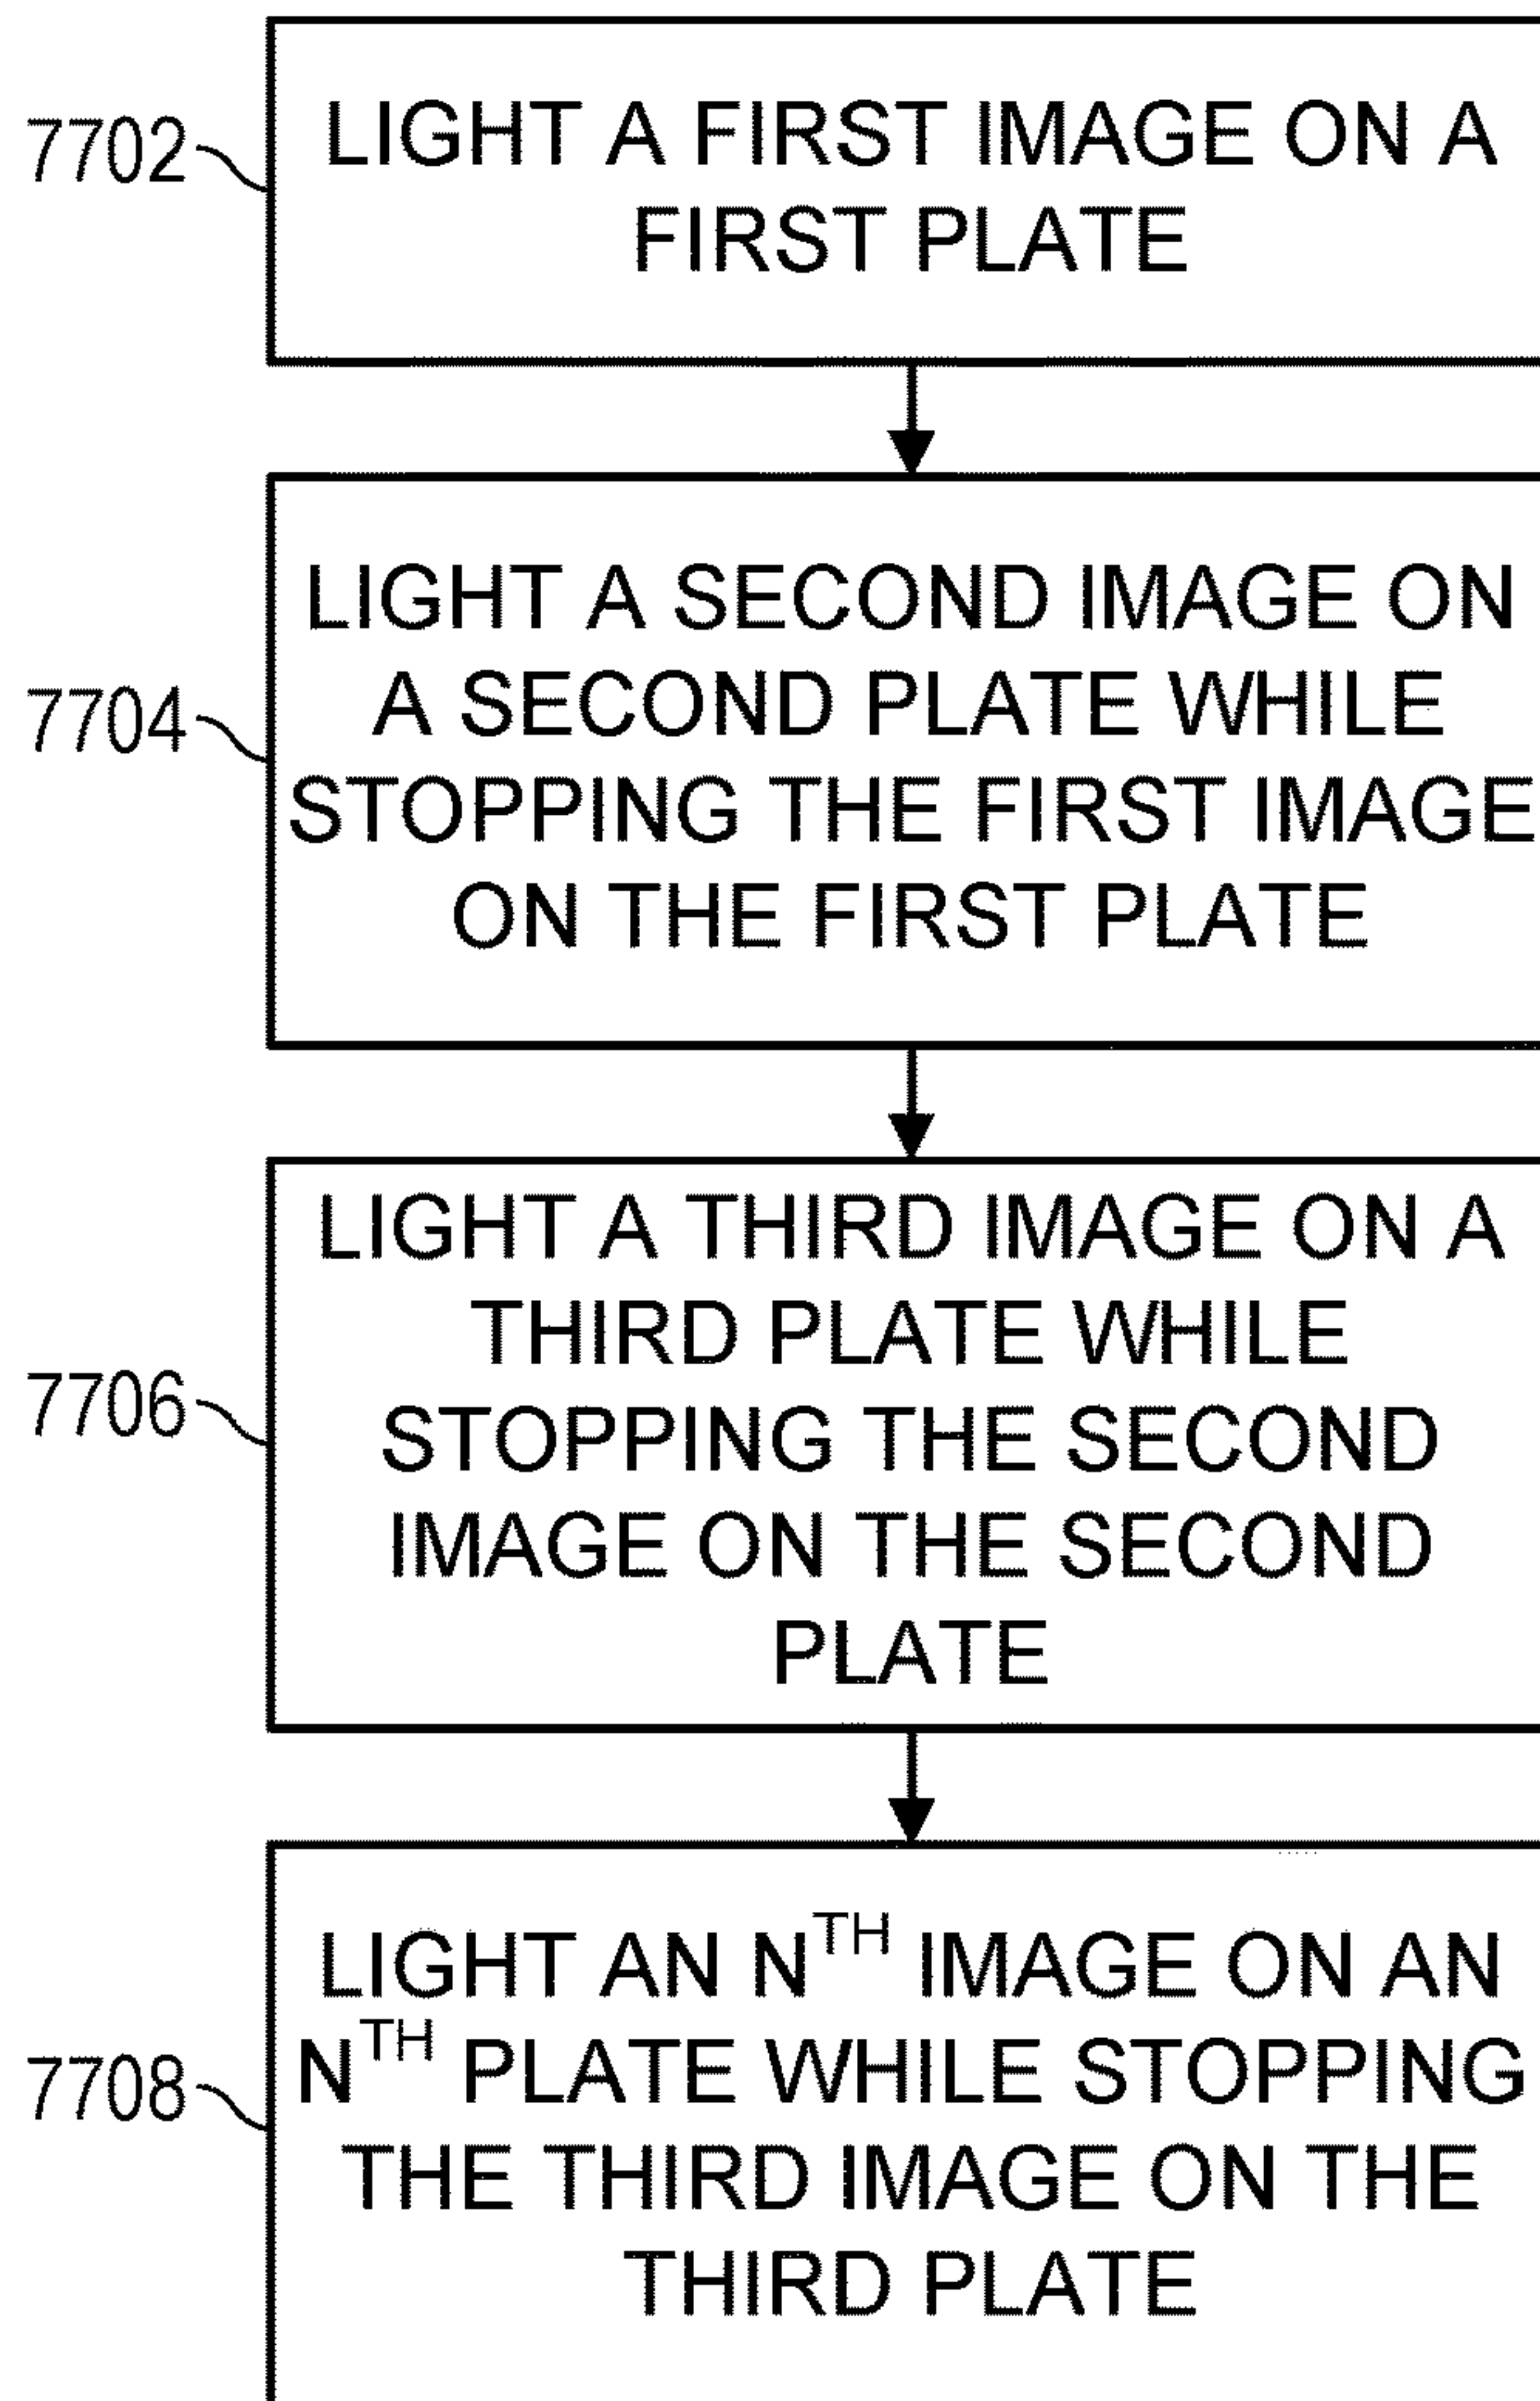 7702
LIGHT A FIRST IMAGE ON A
FIRST PLATE
7704
LIGHT A SECOND IMAGE ON
A SECOND PLATE WHILE
STOPPING THE FIRST IMAGE
ON THE FIRST PLATE
7706
LIGHT A THIRD IMAGE ON A
THIRD PLATE WHILE
STOPPING THE SECOND
IMAGE ON THE SECOND
PLATE
7708
LIGHT AN N^TH IMAGE ON AN
N^TH PLATE WHILE STOPPING
THE THIRD IMAGE ON THE
THIRD PLATE